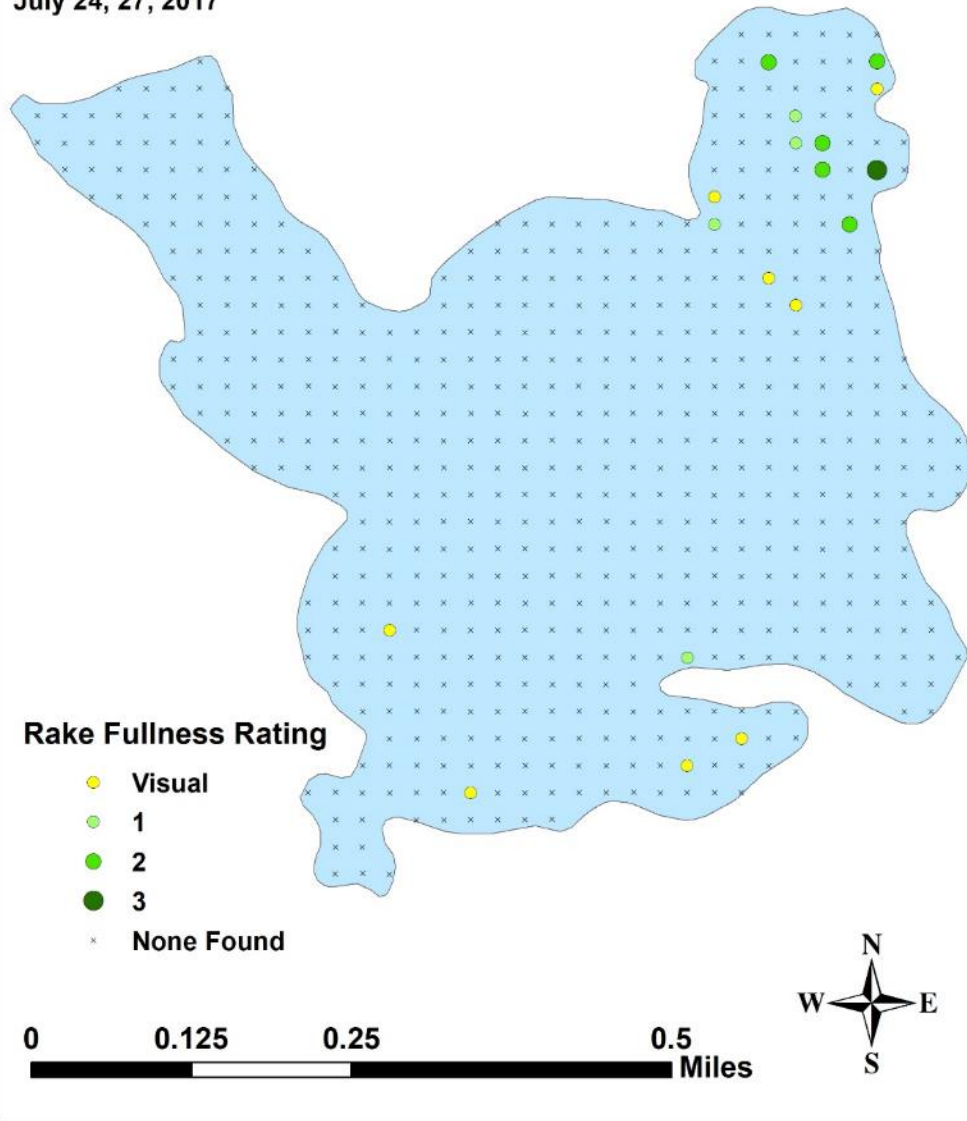 July 24, 27, 2017
Rake Fullness Rating
Visual
1
2
3
None Found
N
W E
S
0 0.125 0.25 0.5
Miles